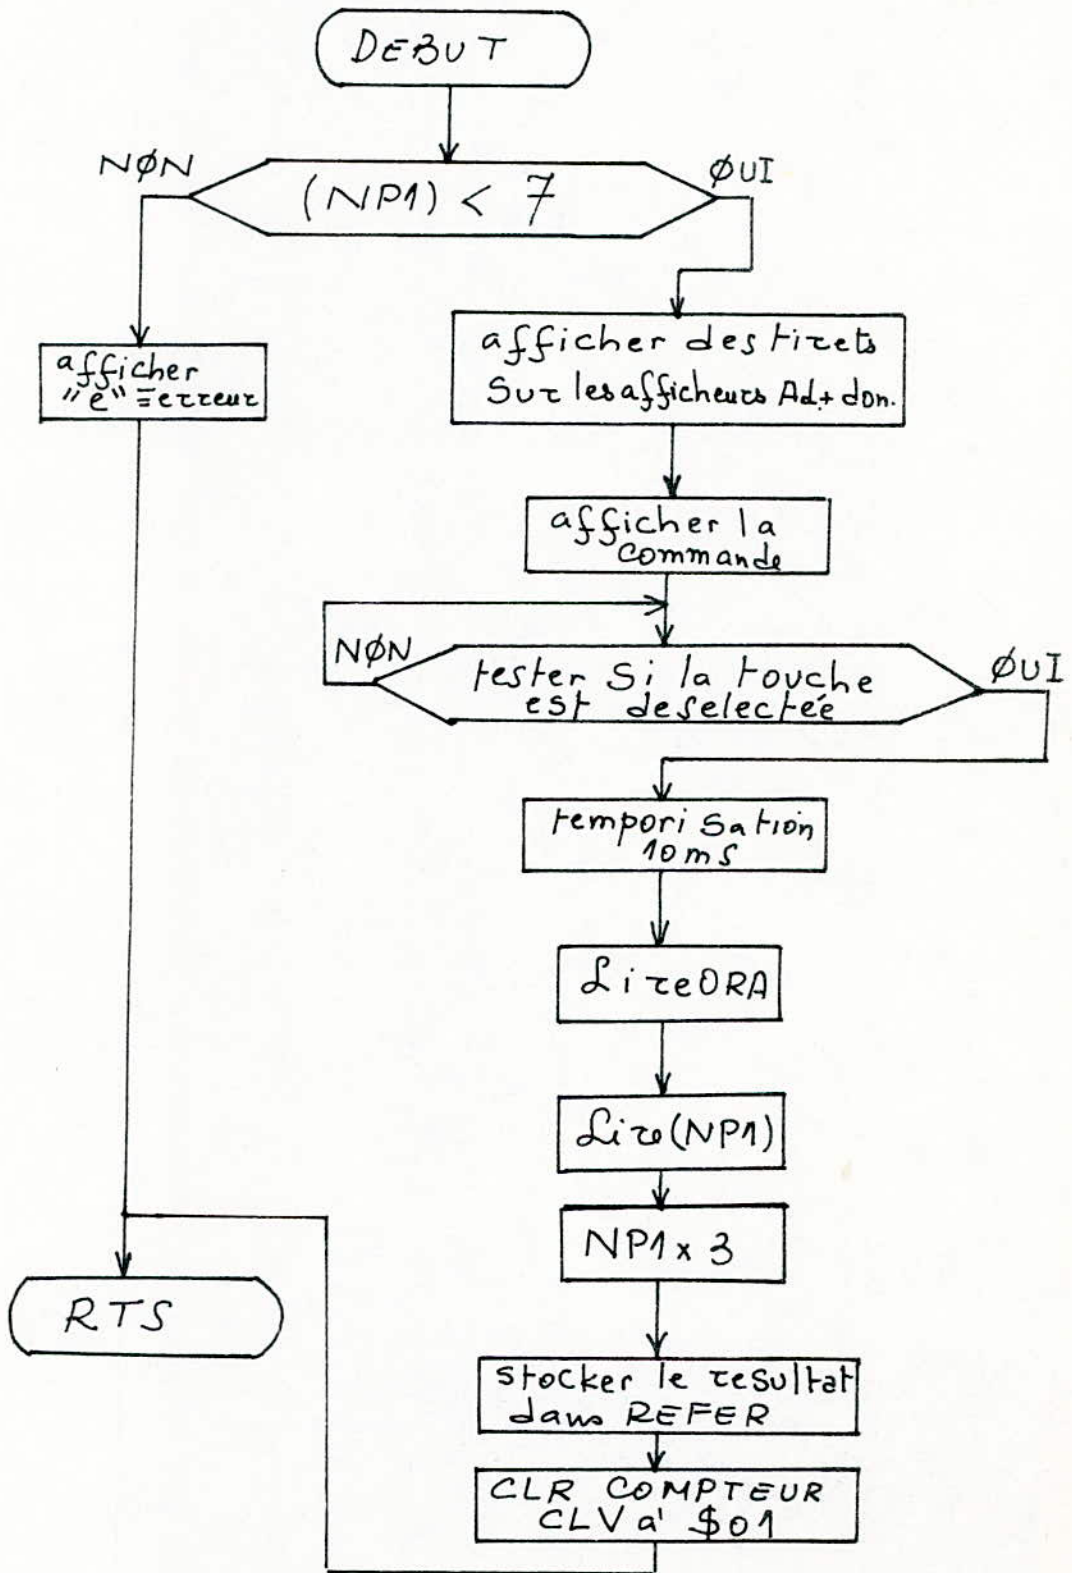 DEBUT
NØN
ØUI
(NP1) < 7
afficher
"e" ≡ erreur
afficher des tirets
Sur les afficheurs Ad.+ don.
afficher la
commande
NØN
ØUI
tester Si la touche
est deselectée
temporisation
10ms
Lire ORA
Lire (NP1)
NP1 x 3
RTS
stocker le resultat
dans REFER
CLR COMPTEUR
CLV à $01